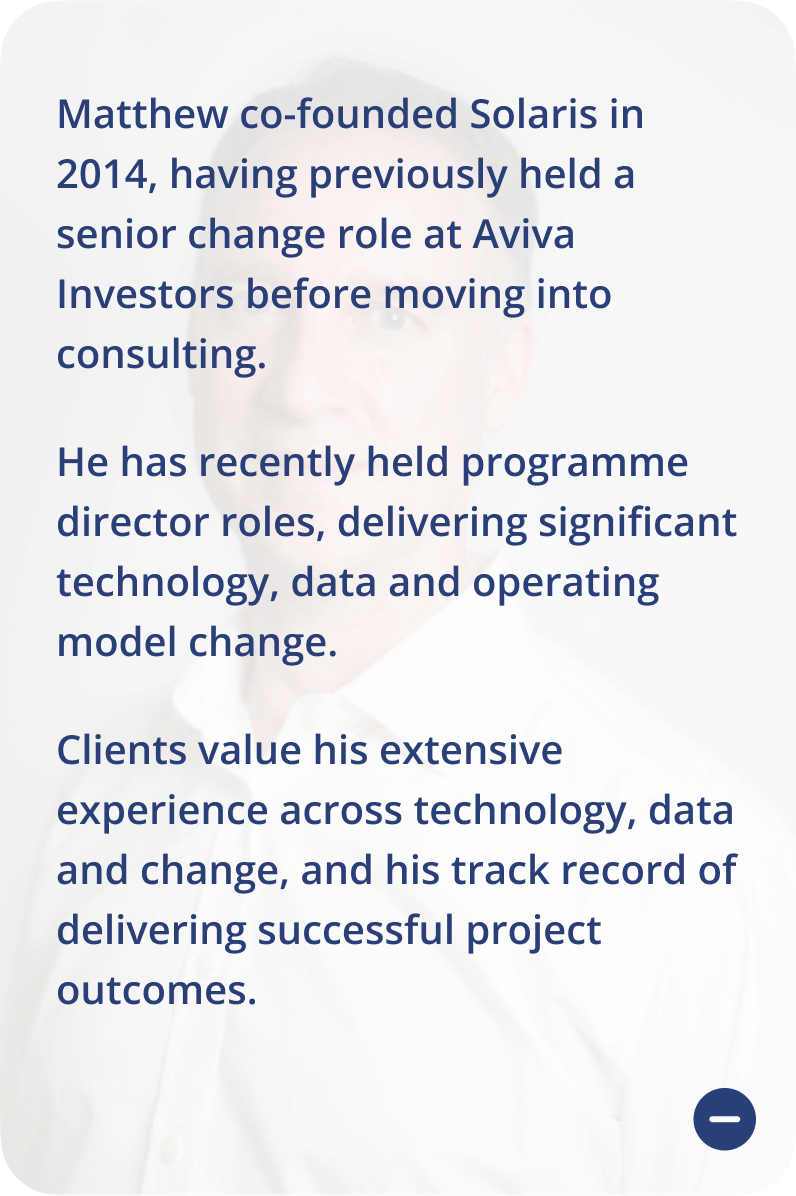 Matthew co-founded Solaris in
2014, having previously held a
senior change role at Aviva
Investors before moving into
consulting.
He has recently held programme
director roles, delivering significant
technology, data and operating
model change.
Clients value his extensive
experience across technology, data
and change, and his track record of
delivering successful project
outcomes.